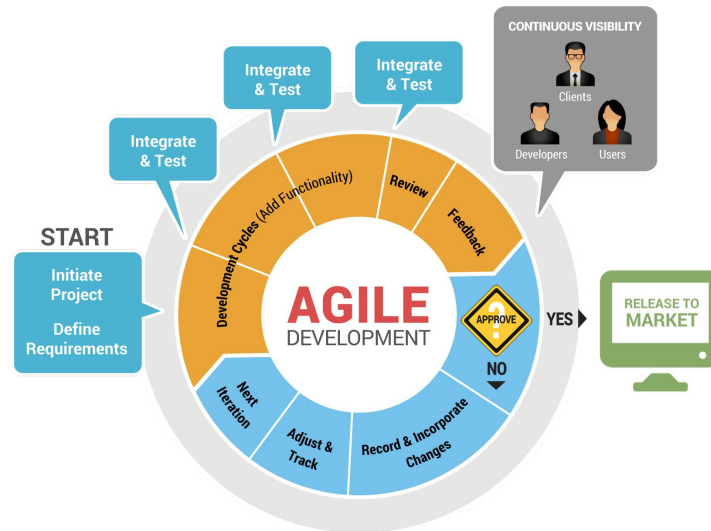 CONTINUOUS VISIBILITY
Clients
Developers
Users
Integrate
& Test
Integrate
& Test
Integrate
& Test
START
Initiate
Project
Define
Requirements
Development Cycles (Add Functionality)
Review
Feedback
AGILE
DEVELOPMENT
?
APPROVE
YES
RELEASE TO
MARKET
NO
Record & Incorporate
Changes
Adjust &
Track
Next
Iteration